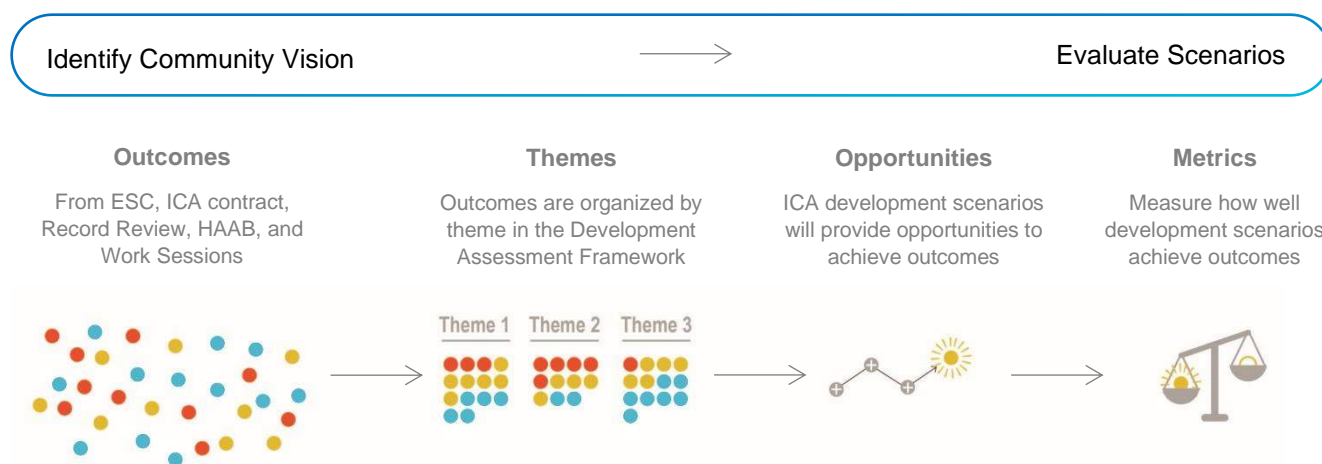 Identify Community Vision
Evaluate Scenarios
Outcomes
From ESC, ICA contract,
Record Review, HAAB, and
Work Sessions
Themes
Outcomes are organized by
theme in the Development
Assessment Framework
Opportunities
ICA development scenarios
will provide opportunities to
achieve outcomes
Metrics
Measure how well
development scenarios
achieve outcomes
Theme 1
Theme 2
Theme 3